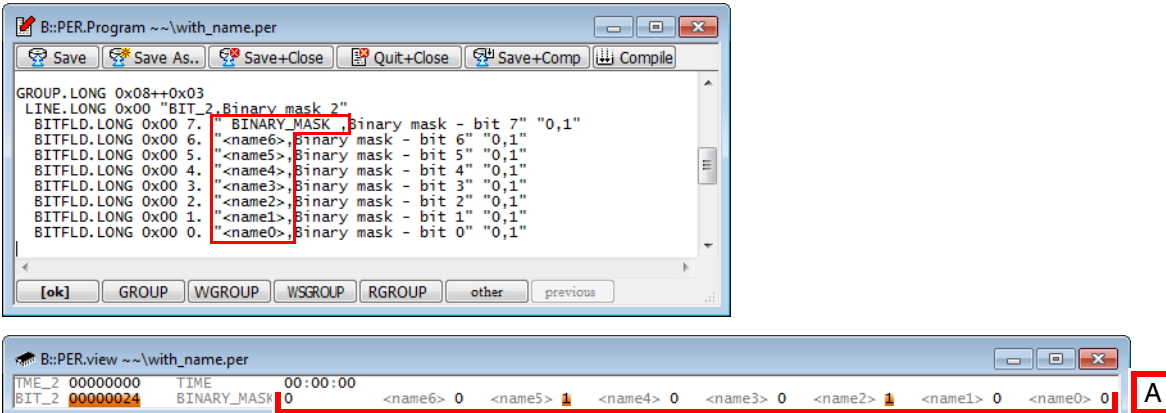 B::PER.Program ~~\with_name.per
Save Save As.. Save+Close Quit+Close Save+Comp Compile
GROUP.LONG 0x08++0x03
LINE.LONG 0x00 "BIT_2,Binary mask 2"
BITFLD.LONG 0x00 7. " BINARY_MASK ,Binary mask - bit 7" "0,1"
BITFLD.LONG 0x00 6. "<name6>,Binary mask - bit 6" "0,1"
BITFLD.LONG 0x00 5. "<name5>,Binary mask - bit 5" "0,1"
BITFLD.LONG 0x00 4. "<name4>,Binary mask - bit 4" "0,1"
BITFLD.LONG 0x00 3. "<name3>,Binary mask - bit 3" "0,1"
BITFLD.LONG 0x00 2. "<name2>,Binary mask - bit 2" "0,1"
BITFLD.LONG 0x00 1. "<name1>,Binary mask - bit 1" "0,1"
BITFLD.LONG 0x00 0. "<name0>,Binary mask - bit 0" "0,1"
[ok] GROUP WGROUP WSGROUP RGROUP other previous
B::PER.view ~~\with_name.per
TME_2 00000000 TIME 00:00:00
BIT_2 00000024 BINARY_MASK 0 <name6> 0 <name5> 1 <name4> 0 <name3> 0 <name2> 1 <name1> 0 <name0> 0
A